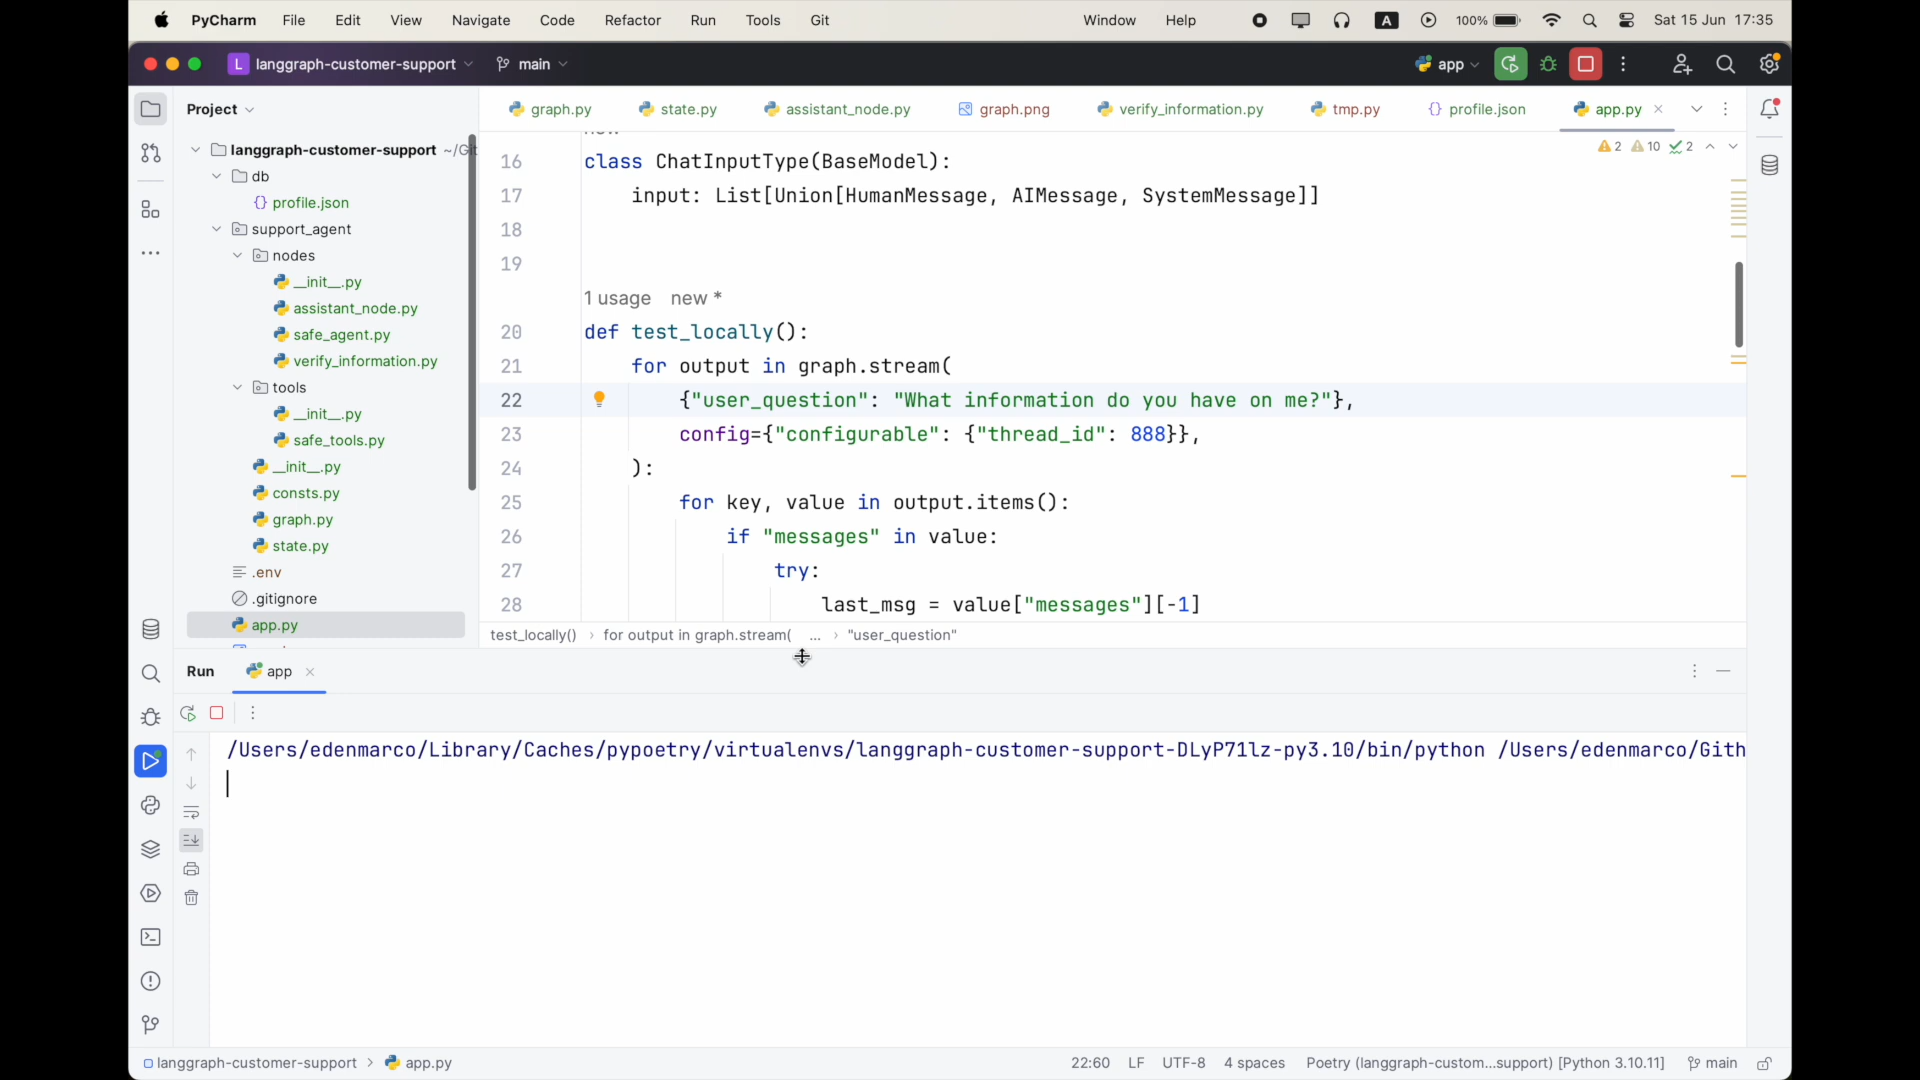 PyCharm File Edit View Navigate Code Refactor Run Tools Git Window Help A 100% Sat 15 Jun 17:35
L langgraph-customer-support main app
Project
graph.py state.py assistant_node.py graph.png verify_information.py tmp.py profile.json app.py
2 10 2
langgraph-customer-support ~/Git
db
profile.json
support_agent
nodes
__init__.py
assistant_node.py
safe_agent.py
verify_information.py
tools
__init__.py
safe_tools.py
__init__.py
consts.py
graph.py
state.py
.env
.gitignore
app.py
16 class ChatInputType(BaseModel):
17 input: List[Union[HumanMessage, AIMessage, SystemMessage]]
18
19
1 usage new *
20 def test_locally():
21 for output in graph.stream(
22 {"user_question": "What information do you have on me?"},
23 config={"configurable": {"thread_id": 888}},
24 ):
25 for key, value in output.items():
26 if "messages" in value:
27 try:
28 last_msg = value["messages"][-1]
test_locally() › for output in graph.stream( ... › "user_question"
Run app
/Users/edenmarco/Library/Caches/pypoetry/virtualenvs/langgraph-customer-support-DLyP71lz-py3.10/bin/python /Users/edenmarco/Gith
langgraph-customer-support > app.py 22:60 LF UTF-8 4 spaces Poetry (langgraph-custom...support) [Python 3.10.11] main